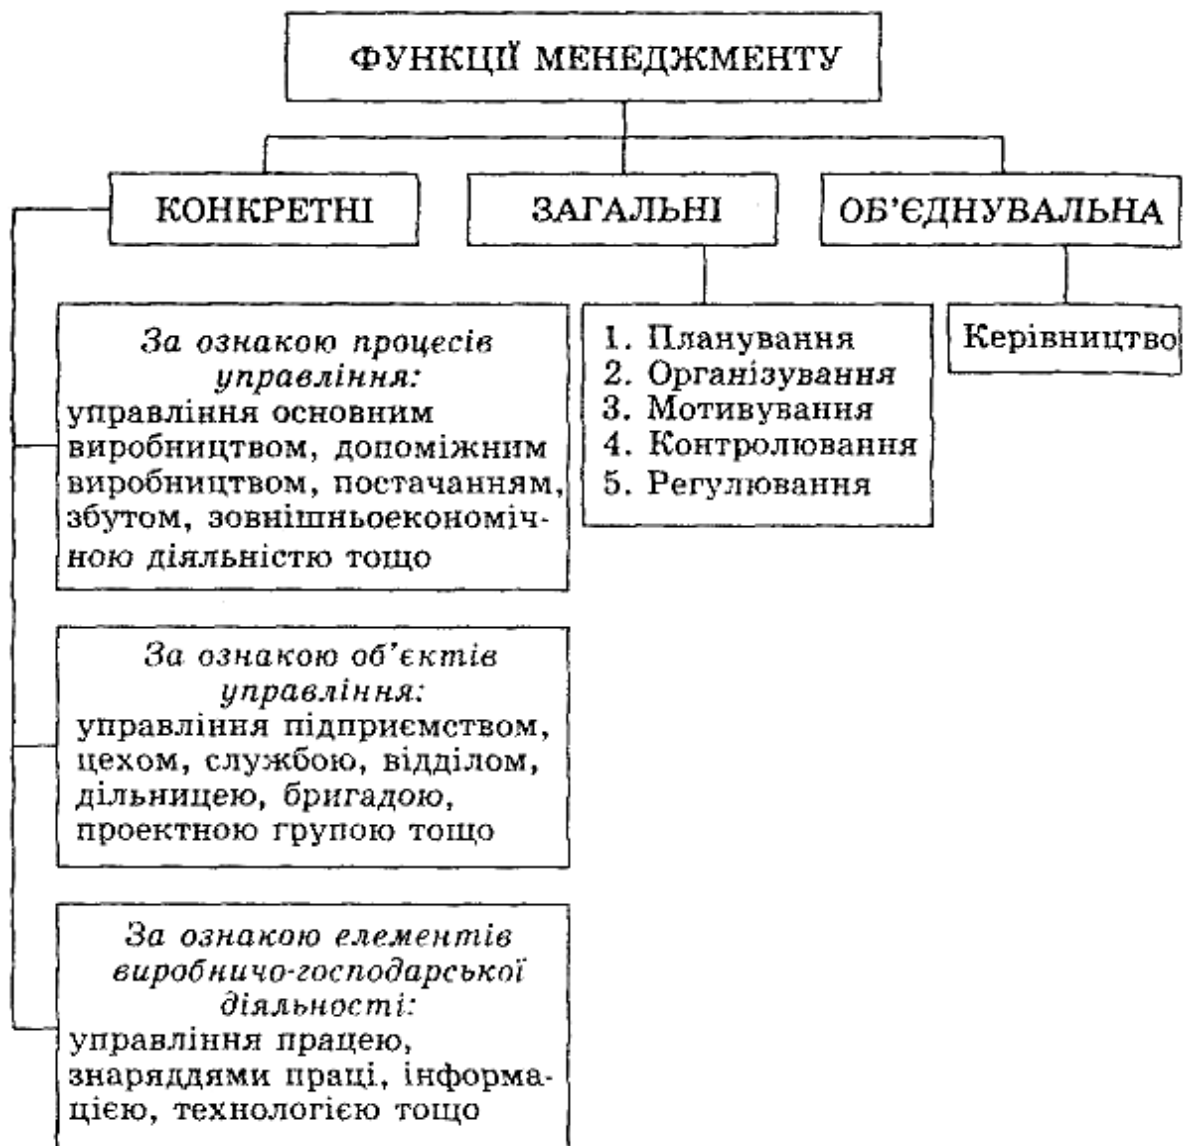 ФУНКЦІЇ МЕНЕДЖМЕНТУ
КОНКРЕТНІ
ЗАГАЛЬНІ
ОБ’ЄДНУВАЛЬНА
За ознакою процесів
управління:
управління основним
виробництвом, допоміжним
виробництвом, постачанням,
збутом, зовнішньоекономіч-
ною діяльністю тощо
1. Планування
2. Організування
3. Мотивування
4. Контролювання
5. Регулювання
Керівництво
За ознакою об’єктів
управління:
управління підприємством,
цехом, службою, відділом,
дільницею, бригадою,
проектною групою тощо
За ознакою елементів
виробничо-господарської
діяльності:
управління працею,
знаряддями праці, інформа-
цією, технологією тощо